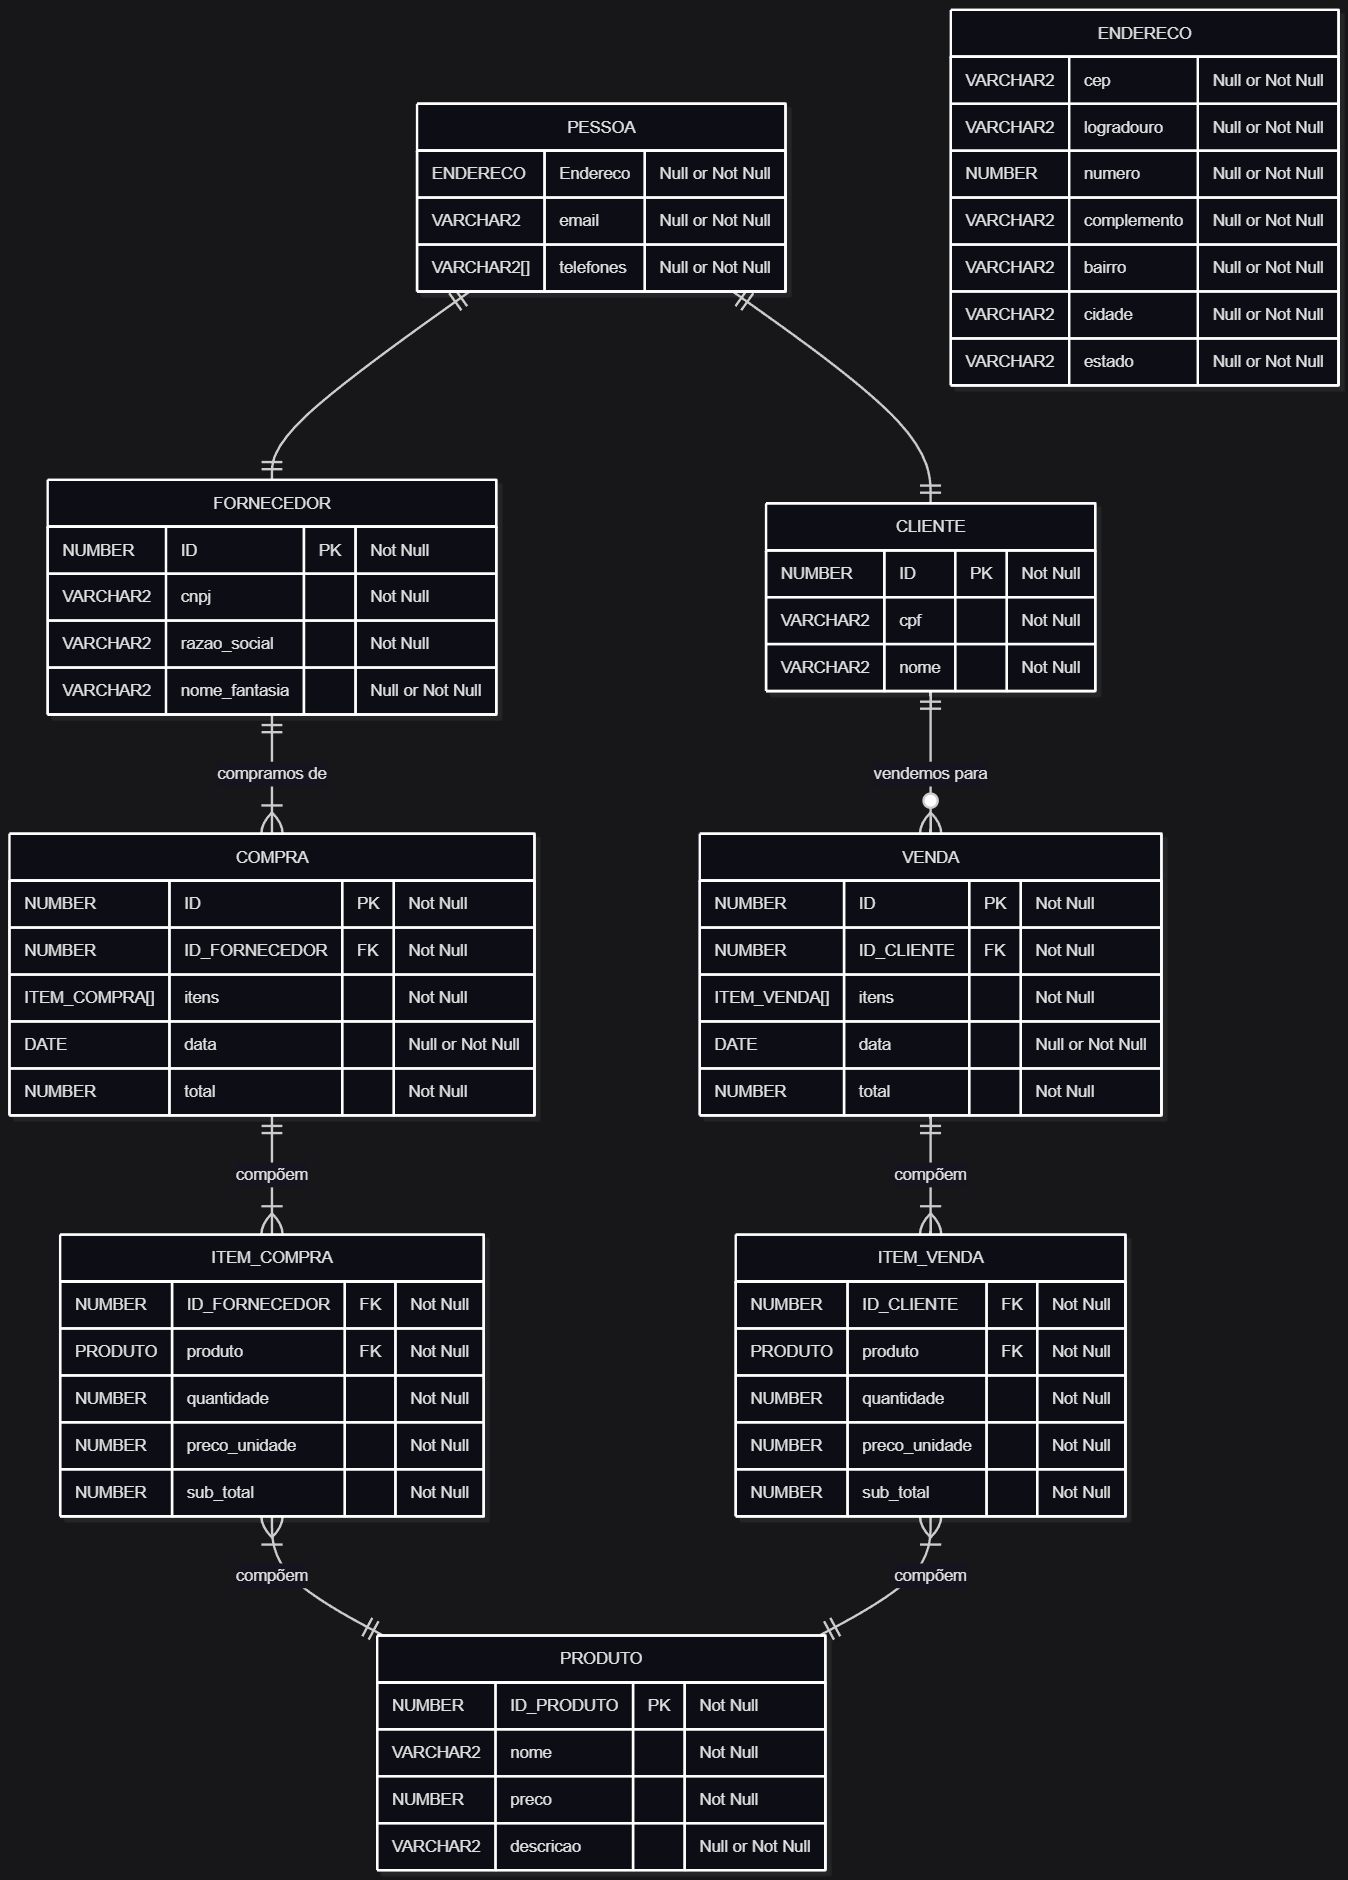 ENDERECO
VARCHAR2 cep Null or Not Null
VARCHAR2 logradouro Null or Not Null
NUMBER numero Null or Not Null
VARCHAR2 complemento Null or Not Null
VARCHAR2 bairro Null or Not Null
VARCHAR2 cidade Null or Not Null
VARCHAR2 estado Null or Not Null
PESSOA
ENDERECO Endereco Null or Not Null
VARCHAR2 email Null or Not Null
VARCHAR2[] telefones Null or Not Null
FORNECEDOR
NUMBER ID PK Not Null
VARCHAR2 cnpj Not Null
VARCHAR2 razao_social Not Null
VARCHAR2 nome_fantasia Null or Not Null
CLIENTE
NUMBER ID PK Not Null
VARCHAR2 cpf Not Null
VARCHAR2 nome Not Null
compramos de
vendemos para
COMPRA
NUMBER ID PK Not Null
NUMBER ID_FORNECEDOR FK Not Null
ITEM_COMPRA[] itens Not Null
DATE data Null or Not Null
NUMBER total Not Null
VENDA
NUMBER ID PK Not Null
NUMBER ID_CLIENTE FK Not Null
ITEM_VENDA[] itens Not Null
DATE data Null or Not Null
NUMBER total Not Null
compõem
compõem
ITEM_COMPRA
NUMBER ID_FORNECEDOR FK Not Null
PRODUTO produto FK Not Null
NUMBER quantidade Not Null
NUMBER preco_unidade Not Null
NUMBER sub_total Not Null
ITEM_VENDA
NUMBER ID_CLIENTE FK Not Null
PRODUTO produto FK Not Null
NUMBER quantidade Not Null
NUMBER preco_unidade Not Null
NUMBER sub_total Not Null
compõem
compõem
PRODUTO
NUMBER ID_PRODUTO PK Not Null
VARCHAR2 nome Not Null
NUMBER preco Not Null
VARCHAR2 descricao Null or Not Null